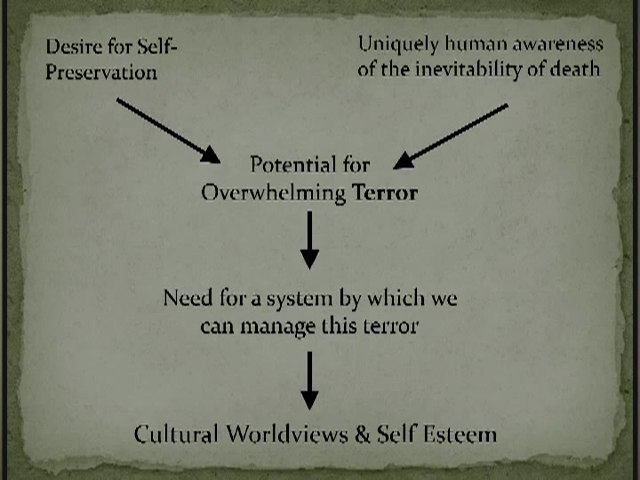 Desire for Self-
Preservation
Uniquely human awareness
of the inevitability of death
Potential for
Overwhelming Terror
Need for a system by which we
can manage this terror
Cultural Worldviews & Self Esteem